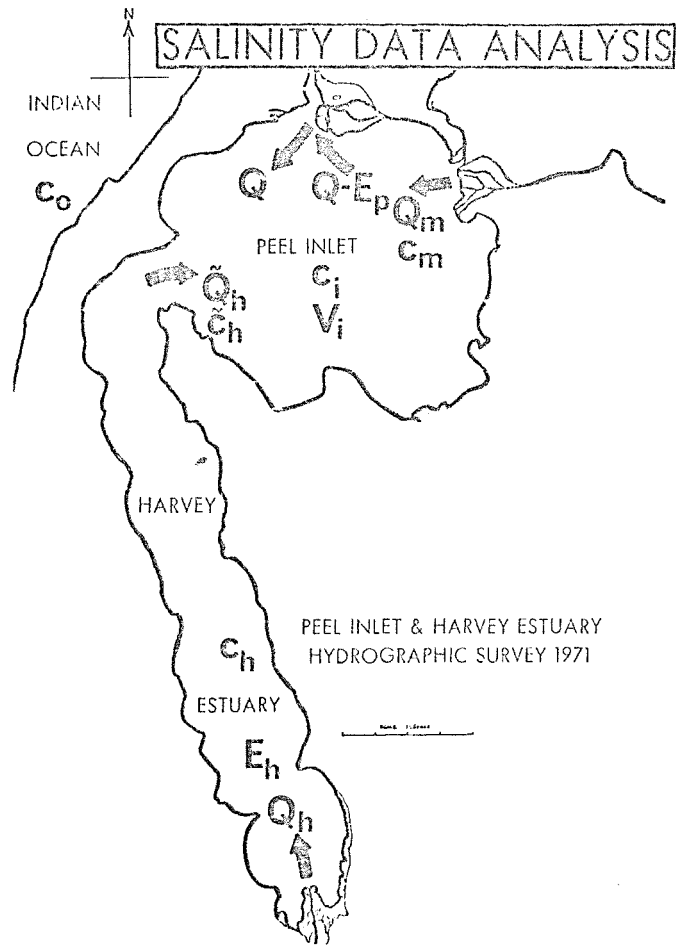 N
SALINITY DATA ANALYSIS
INDIAN
OCEAN
c₀
Q
Q-Eₚ
Qₘ
cₘ
PEEL INLET
cᵢ
Vᵢ
Q̃ₕ
c̃ₕ
HARVEY
cₕ
ESTUARY
Eₕ
Qₕ
PEEL INLET & HARVEY ESTUARY
HYDROGRAPHIC SURVEY 1971